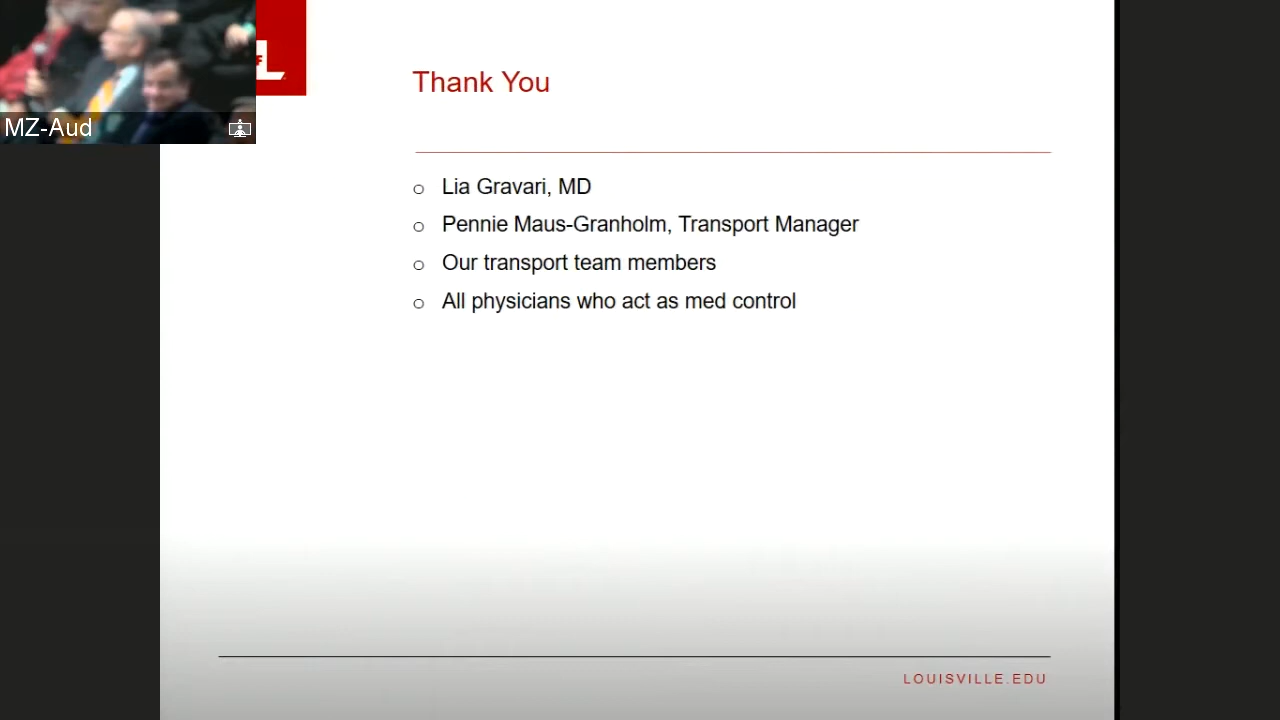 MZ-Aud
F
L
Thank You
Lia Gravari, MD
Pennie Maus-Granholm, Transport Manager
Our transport team members
All physicians who act as med control
LOUISVILLE.EDU